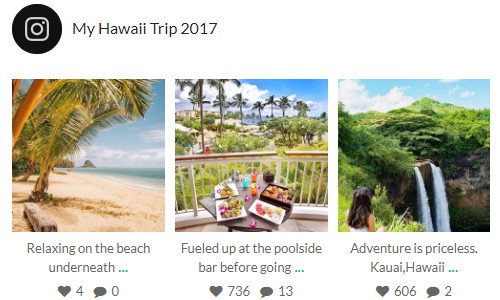 My Hawaii Trip 2017
Relaxing on the beach
underneath ...
4 0
Fueled up at the poolside
bar before going ...
736 13
Adventure is priceless.
Kauai,Hawaii ...
606 2